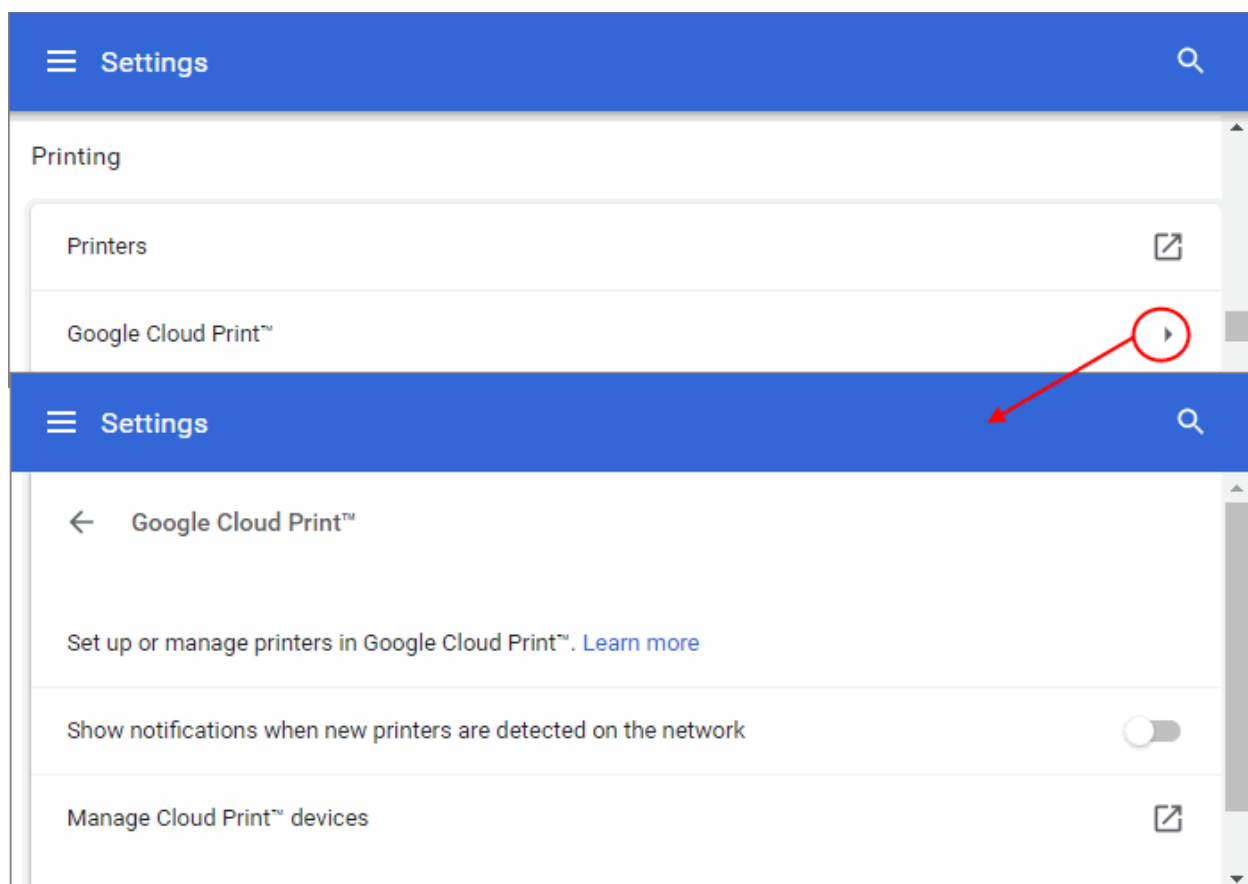 Settings
Printing
Printers
Google Cloud Print™
Settings
Google Cloud Print™
Set up or manage printers in Google Cloud Print™. Learn more
Show notifications when new printers are detected on the network
Manage Cloud Print™ devices